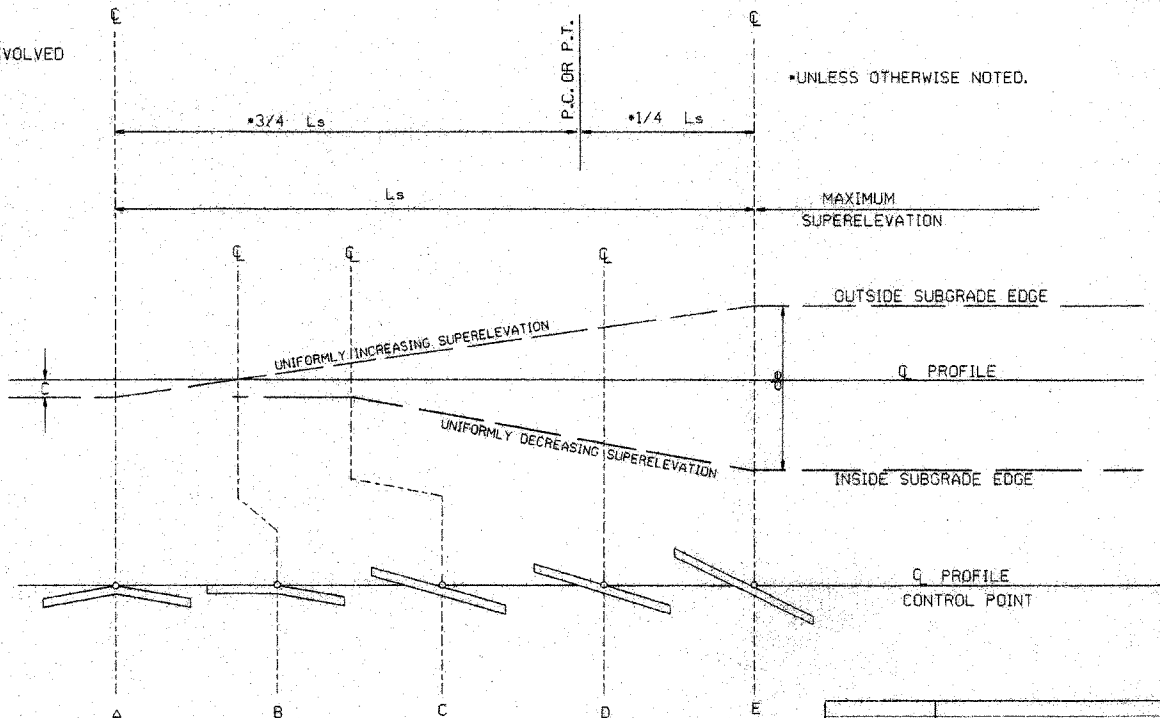 ℄
℄
VOLVED
P.C. OR P.T.
*UNLESS OTHERWISE NOTED.
*3/4 Ls
*1/4 Ls
Ls
MAXIMUM
SUPERELEVATION
℄
℄
℄
OUTSIDE SUBGRADE EDGE
UNIFORMLY INCREASING SUPERELEVATION
C
℄ PROFILE
UNIFORMLY DECREASING SUPERELEVATION
INSIDE SUBGRADE EDGE
℄ PROFILE
CONTROL POINT
A
B
C
D
E